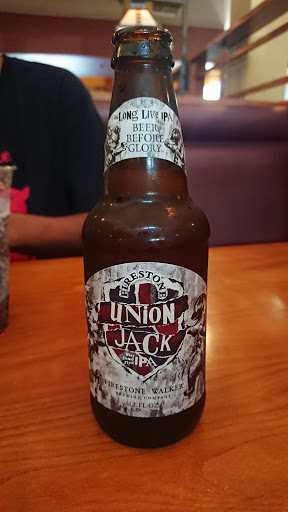 LONG LIVE IPA
BEER
BEFORE
GLORY
FIRESTONE
UNION
JACK
IPA
FIRESTONE WALKER
BREWING COMPANY
12 FL OZ